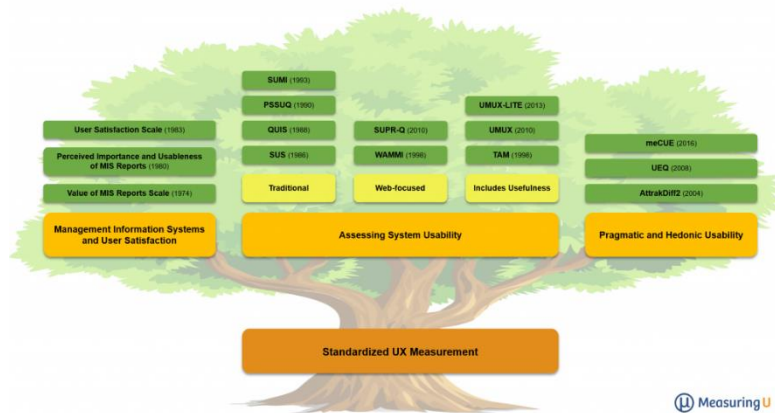 SUMI (1993)
PSSUQ (1990)
UMUX-LITE (2013)
User Satisfaction Scale (1983)
QUIS (1988)
SUPR-Q (2010)
UMUX (2010)
meCUE (2016)
Perceived Importance and Usableness
of MIS Reports (1980)
SUS (1986)
WAMMI (1998)
TAM (1998)
UEQ (2008)
Value of MIS Reports Scale (1974)
Traditional
Web-focused
Includes Usefulness
AttrakDiff2 (2004)
Management Information Systems
and User Satisfaction
Assessing System Usability
Pragmatic and Hedonic Usability
Standardized UX Measurement
MeasuringU